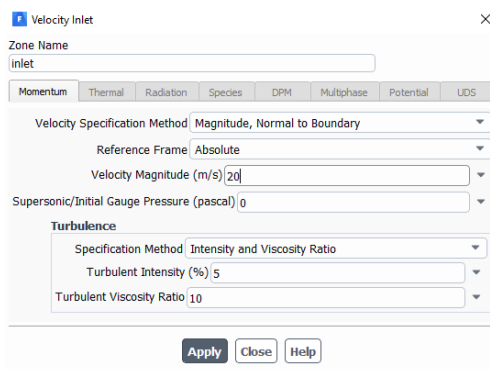 Velocity Inlet
Zone Name
inlet
Momentum Thermal Radiation Species DPM Multiphase Potential UDS
Velocity Specification Method Magnitude, Normal to Boundary
Reference Frame Absolute
Velocity Magnitude (m/s) 20
Supersonic/Initial Gauge Pressure (pascal) 0
Turbulence
Specification Method Intensity and Viscosity Ratio
Turbulent Intensity (%) 5
Turbulent Viscosity Ratio 10
Apply Close Help